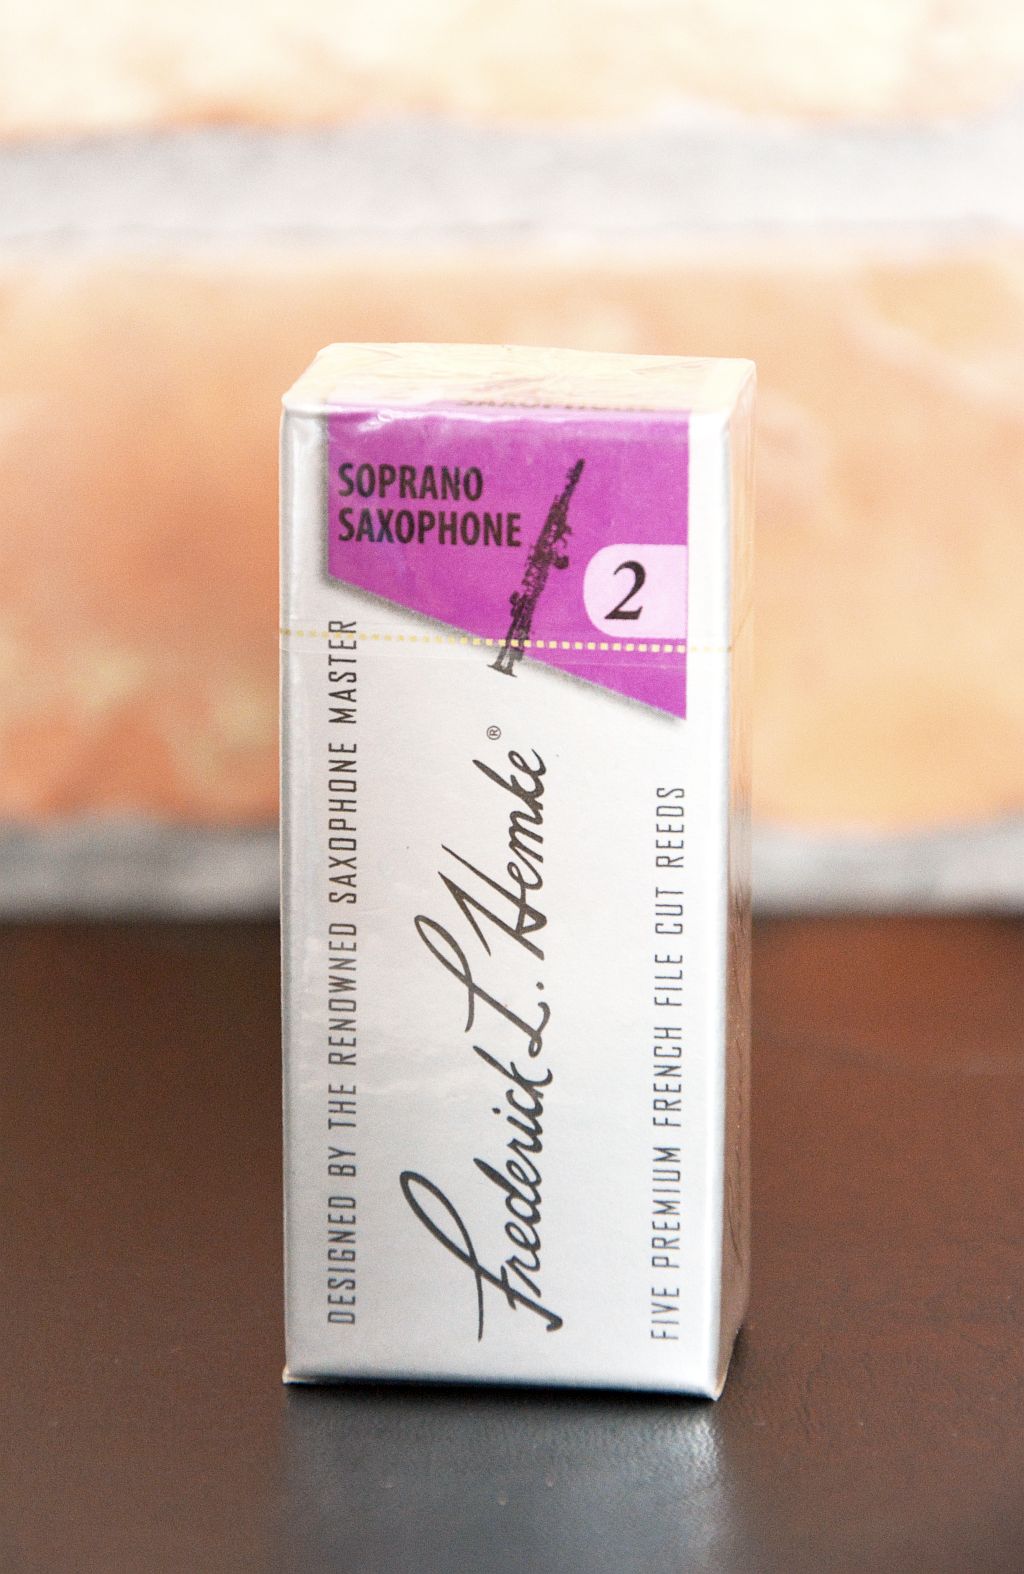 SOPRANO
SAXOPHONE
2
DESIGNED BY THE RENOWNED SAXOPHONE MASTER
Frederick L. Hemke®
FIVE PREMIUM FRENCH FILE CUT REEDS